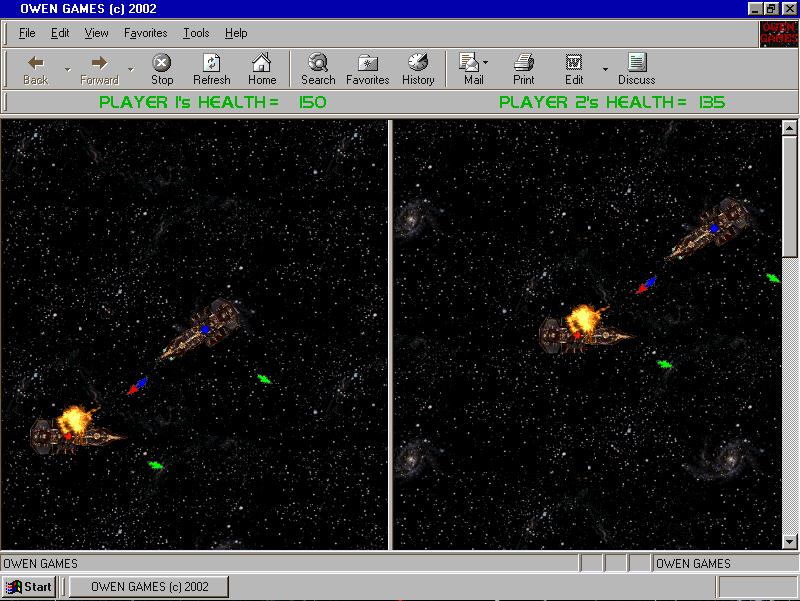 OWEN GAMES (c) 2002
File Edit View Favorites Tools Help
OWEN
GAMES
Back Forward Stop Refresh Home Search Favorites History Mail Print Edit Discuss
PLAYER 1's HEALTH = 150 PLAYER 2's HEALTH = 135
OWEN GAMES OWEN GAMES
Start OWEN GAMES (c) 2002